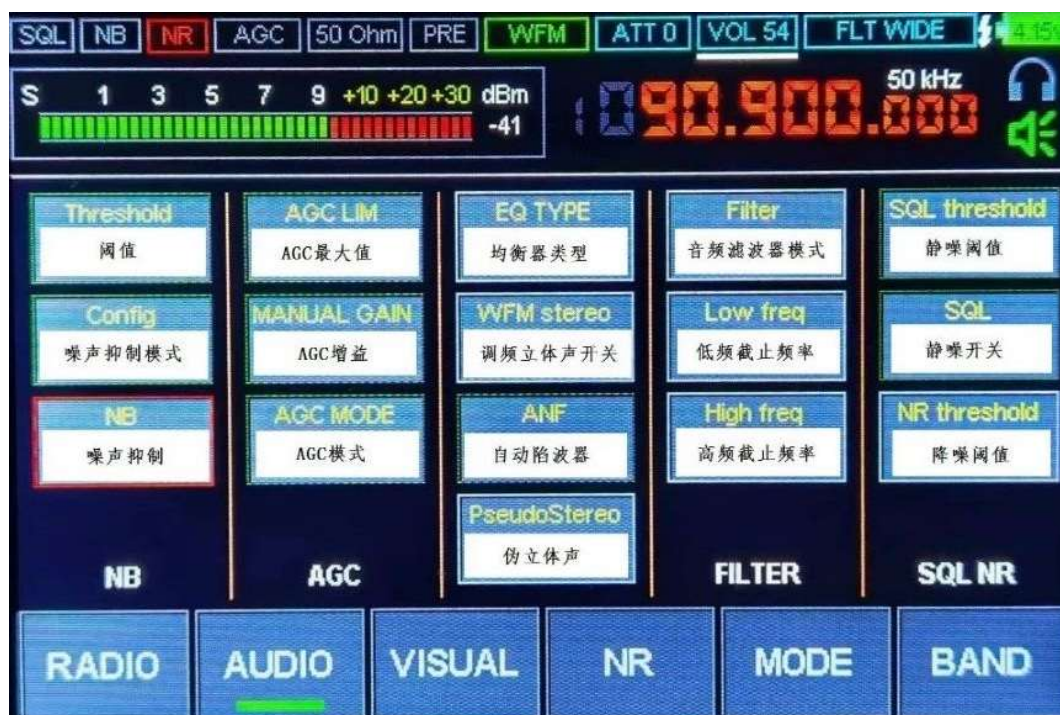 SQL NB NR AGC 50 Ohm PRE WFM ATT 0 VOL 54 FLT WIDE 4.15
S 1 3 5 7 9 +10 +20 +30 dBm
-41
90.900.000
50 kHz
Threshold AGC LIM EQ TYPE Filter SQL threshold
阈值 AGC最大值 均衡器类型 音频滤波器模式 静噪阈值
Config MANUAL GAIN WFM stereo Low freq SQL
噪声抑制模式 AGC增益 调频立体声开关 低频截止频率 静噪开关
NB AGC MODE ANF High freq NR threshold
噪声抑制 AGC模式 自动陷波器 高频截止频率 降噪阈值
PseudoStereo
伪立体声
NB AGC FILTER SQL NR
RADIO AUDIO VISUAL NR MODE BAND